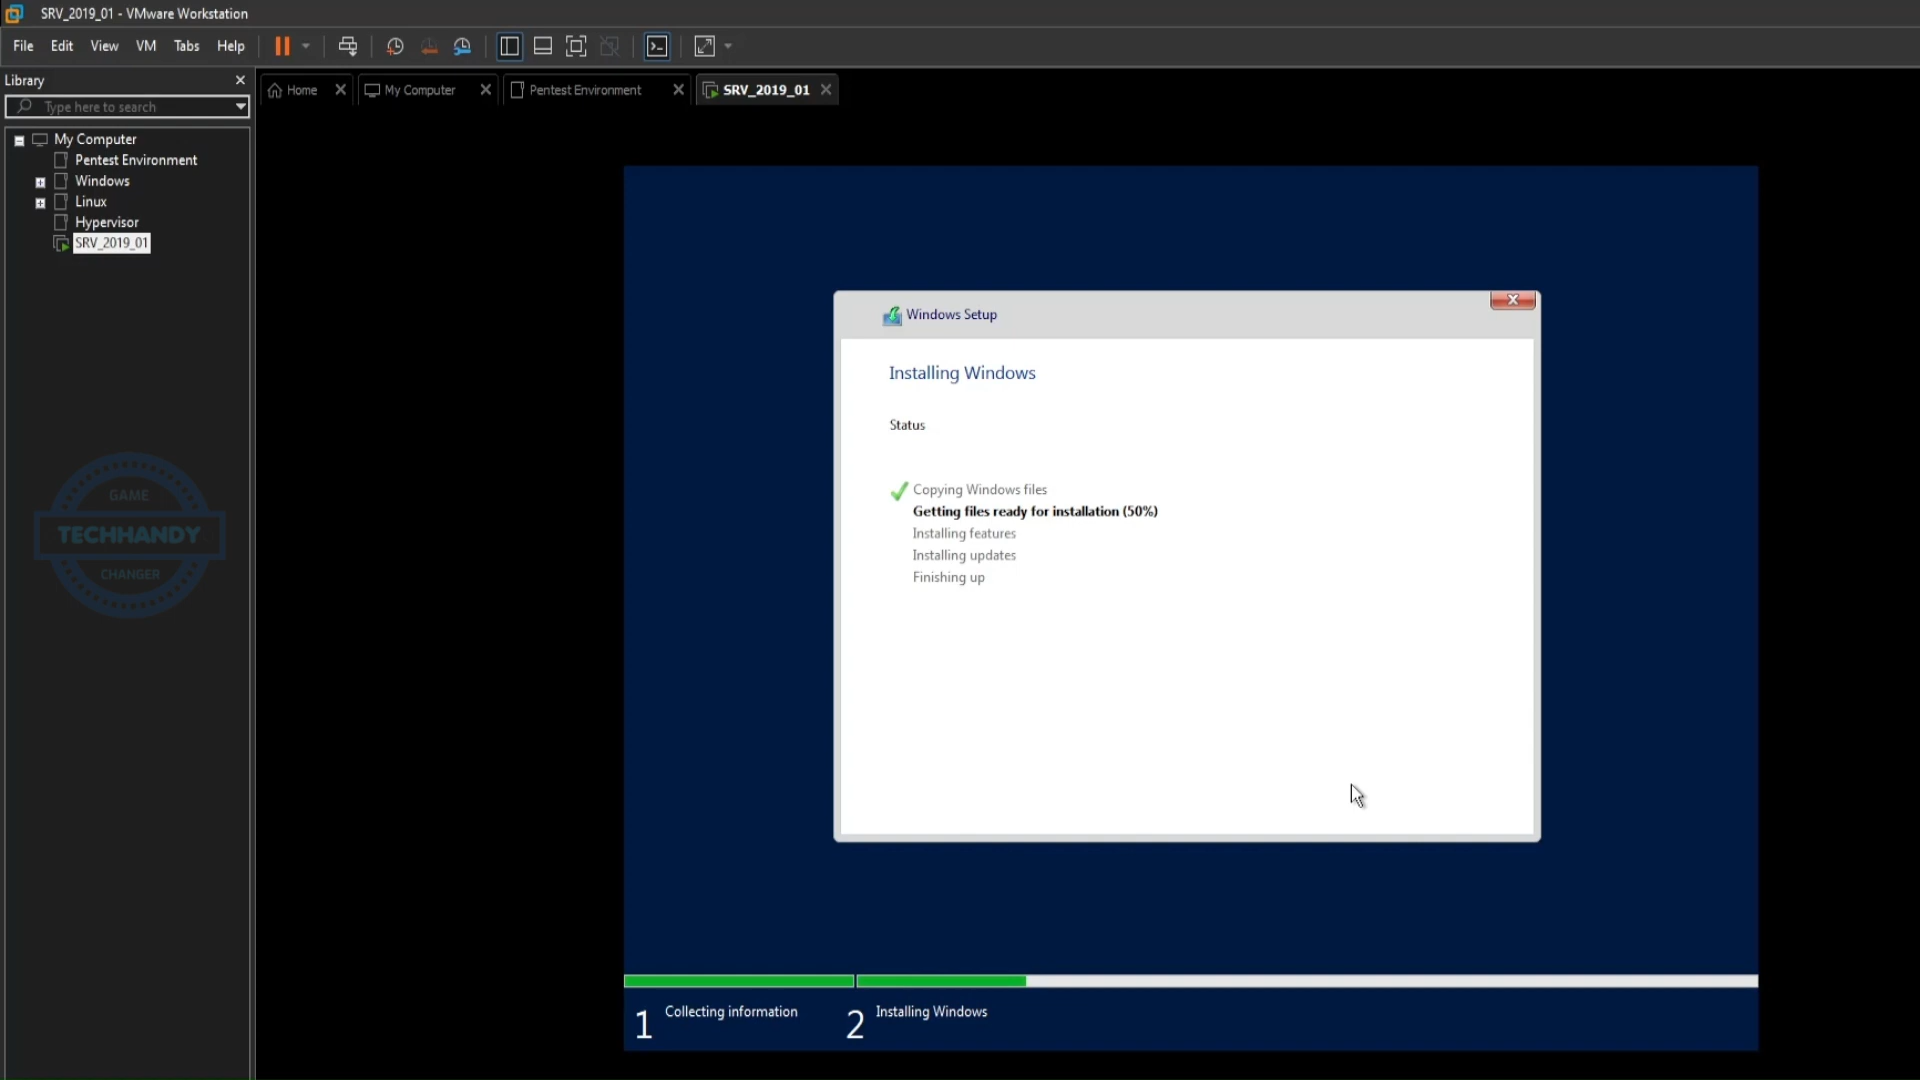 SRV_2019_01 - VMware Workstation
File Edit View VM Tabs Help
Library
Type here to search
Home
My Computer
Pentest Environment
SRV_2019_01
My Computer
Pentest Environment
Windows
Linux
Hypervisor
SRV_2019_01
GAME
TECHHANDY
CHANGER
Windows Setup
Installing Windows
Status
Copying Windows files
Getting files ready for installation (50%)
Installing features
Installing updates
Finishing up
1 Collecting information
2 Installing Windows